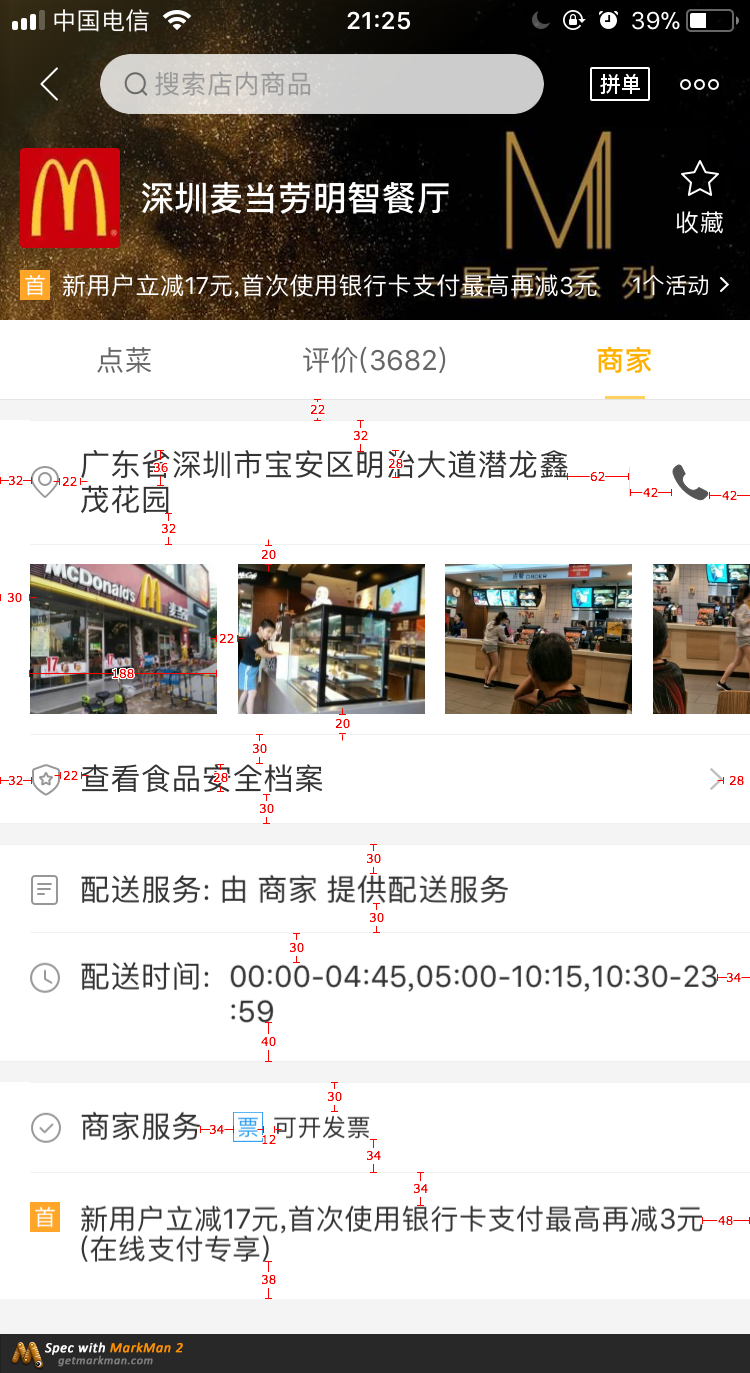 中国电信 21:25 39%
搜索店内商品 拼单
深圳麦当劳明智餐厅
收藏
星厨系列
首 新用户立减17元,首次使用银行卡支付最高再减3元 1个活动
点菜 评价(3682) 商家
22
32
广东省深圳市宝安区明治大道潜龙鑫
36 28 62
32 22 42 42
茂花园
32
20
McDonald's 麦当劳
ORDER
30
22
17 188
20
30
32 22 查看食品安全档案 28 28
30
30
配送服务: 由 商家 提供配送服务
30
30
配送时间: 00:00-04:45,05:00-10:15,10:30-23 34
:59
40
30
商家服务 34 票 12 可开发票
34
34
首 新用户立减17元,首次使用银行卡支付最高再减3元 48
(在线支付专享)
38
Spec with MarkMan 2
getmarkman.com